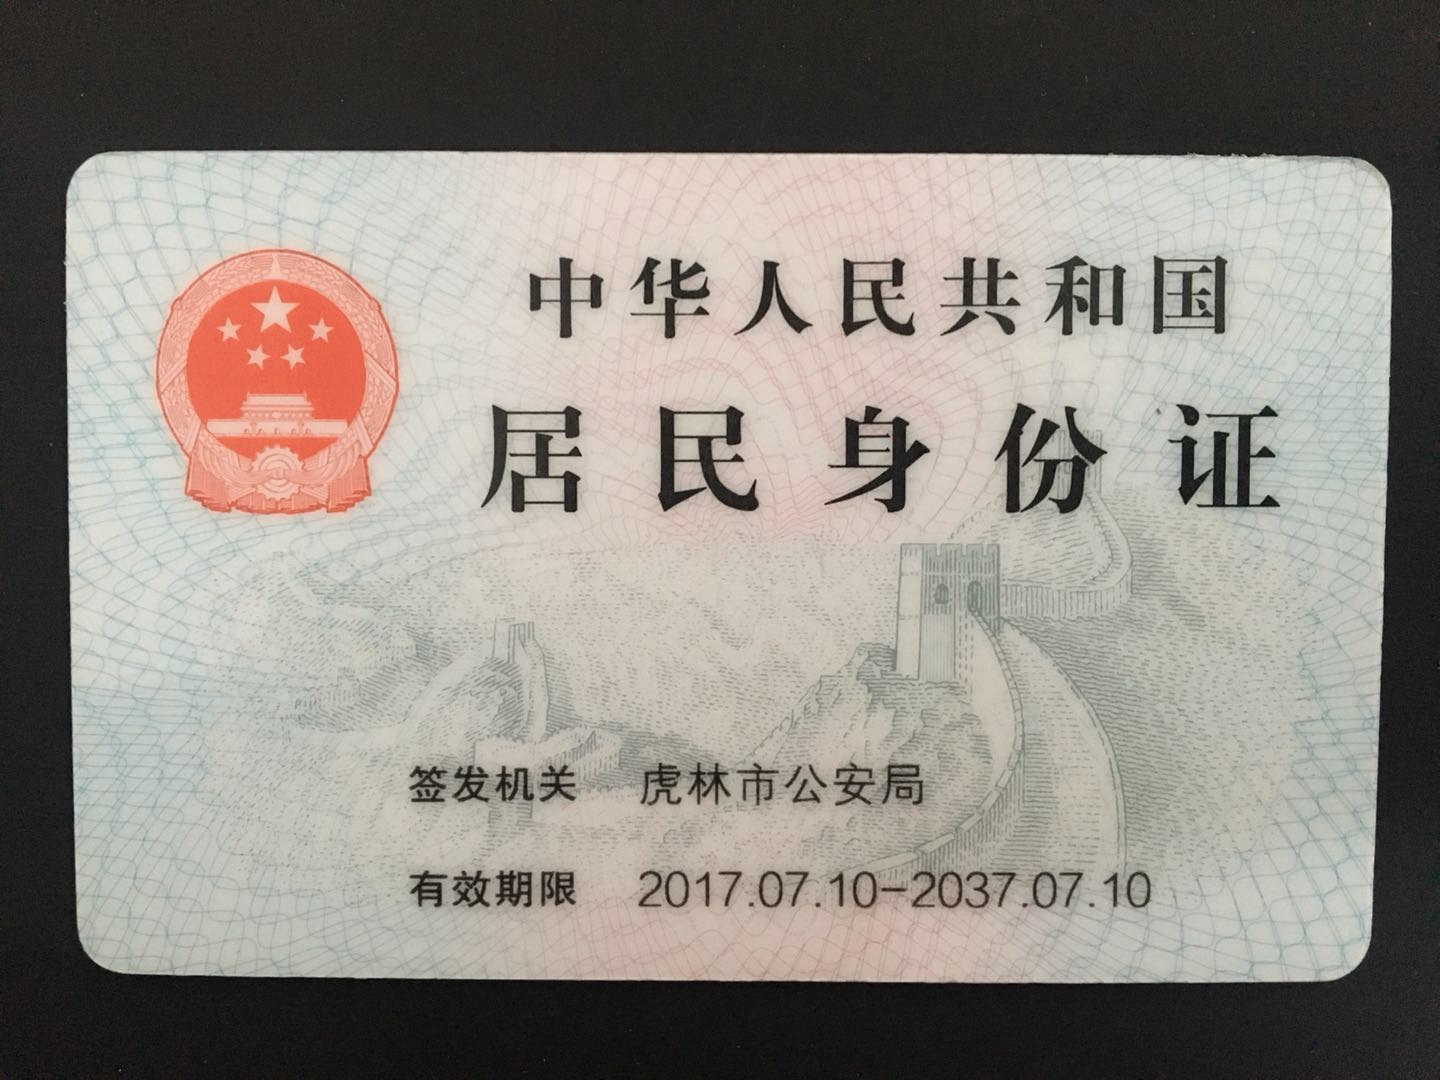 中华人民共和国
居民身份证
签发机关 虎林市公安局
有效期限 2017.07.10-2037.07.10